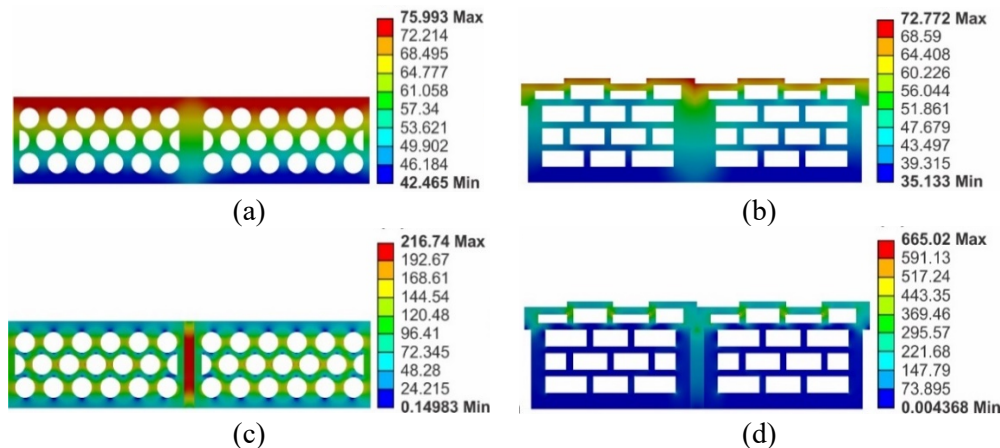 75.993 Max
72.214
68.495
64.777
61.058
57.34
53.621
49.902
46.184
42.465 Min
(a)
72.772 Max
68.59
64.408
60.226
56.044
51.861
47.679
43.497
39.315
35.133 Min
(b)
216.74 Max
192.67
168.61
144.54
120.48
96.41
72.345
48.28
24.215
0.14983 Min
(c)
665.02 Max
591.13
517.24
443.35
369.46
295.57
221.68
147.79
73.895
0.004368 Min
(d)